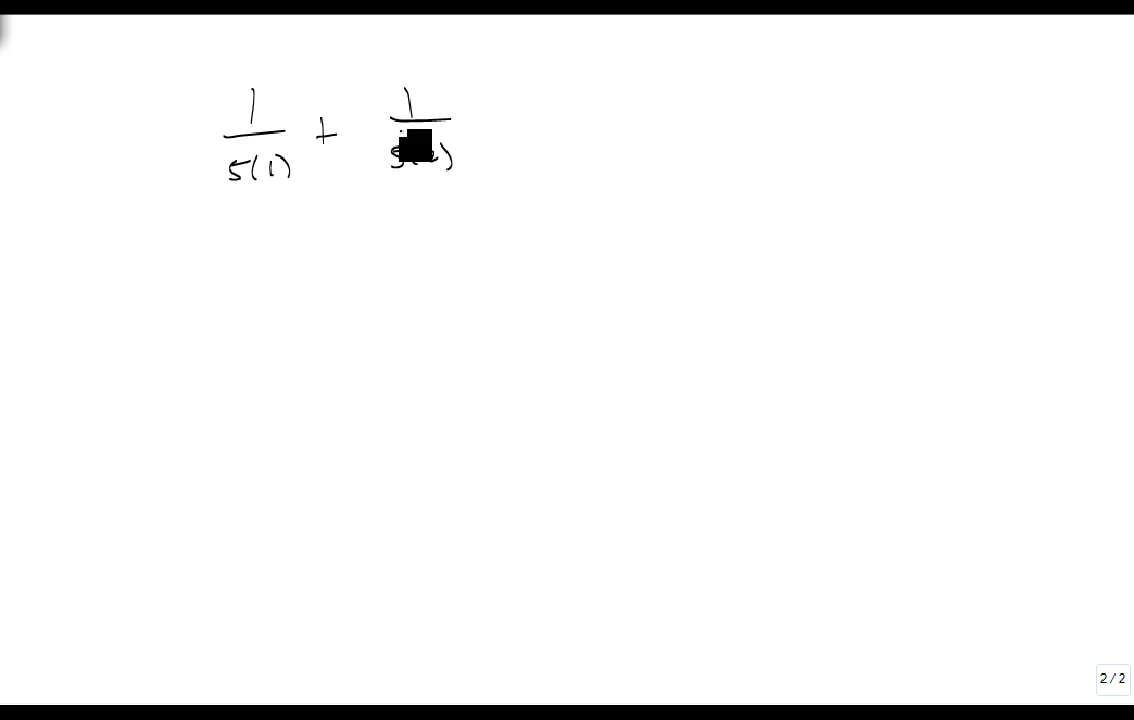 1/5(1) + 1/
2/2